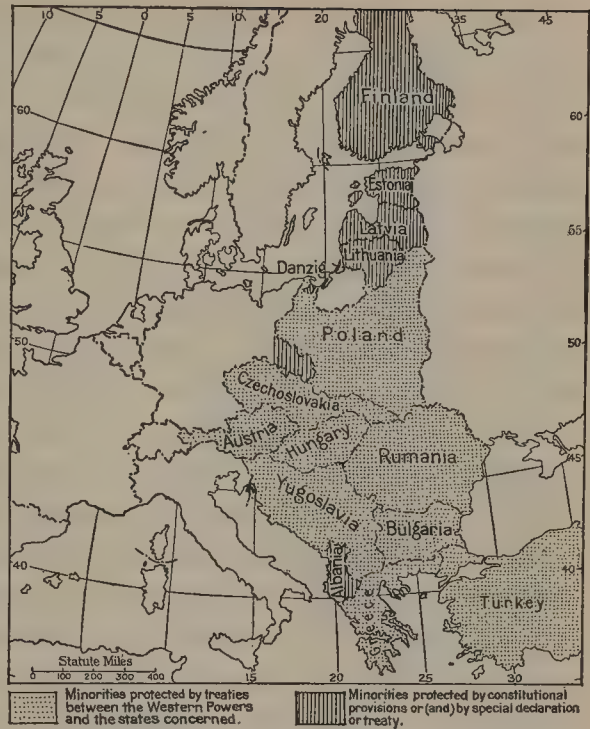 10
5
0
5
10
20
35
45
60
60
Finland
Estonia
55
Latvia
Lithuania
Danzig
50
Poland
50
Czechoslovakia
Austria
Hungary
Rumania
45
Yugoslavia
Bulgaria
40
Albania
40
Greece
Turkey
Statute Miles
0 100 200 300 400
15
20
25
30
Minorities protected by treaties
between the Western Powers
and the states concerned.
Minorities protected by constitutional
provisions or (and) by special declaration
or treaty.